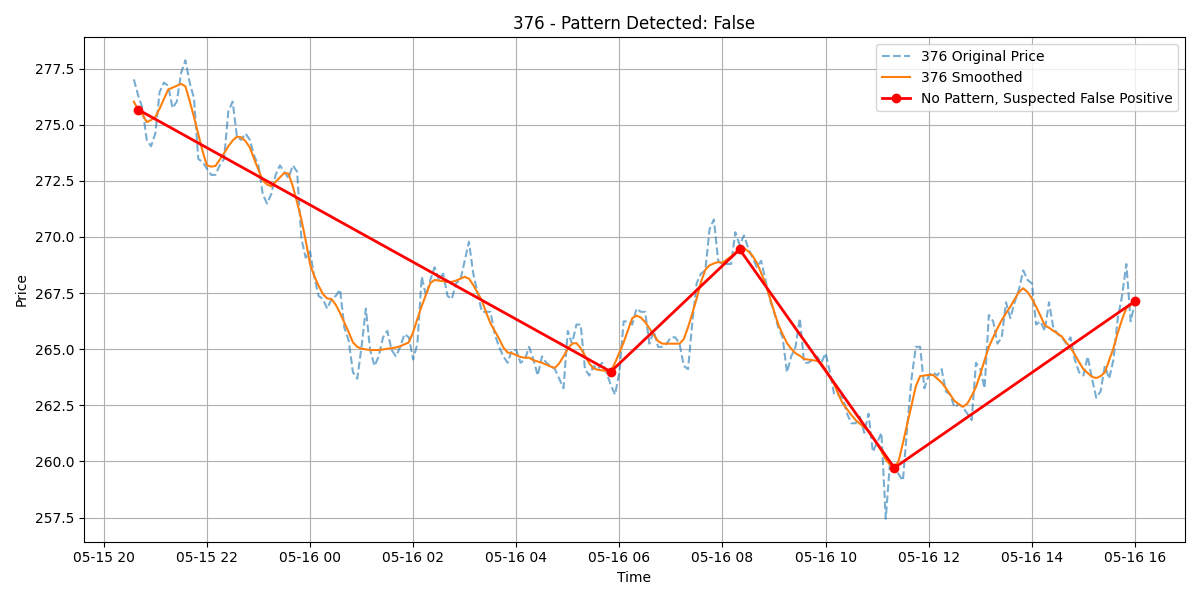 376 - Pattern Detected: False
376 Original Price
376 Smoothed
No Pattern, Suspected False Positive
Price
277.5
275.0
272.5
270.0
267.5
265.0
262.5
260.0
257.5
05-15 20 05-15 22 05-16 00 05-16 02 05-16 04 05-16 06 05-16 08 05-16 10 05-16 12 05-16 14 05-16 16
Time